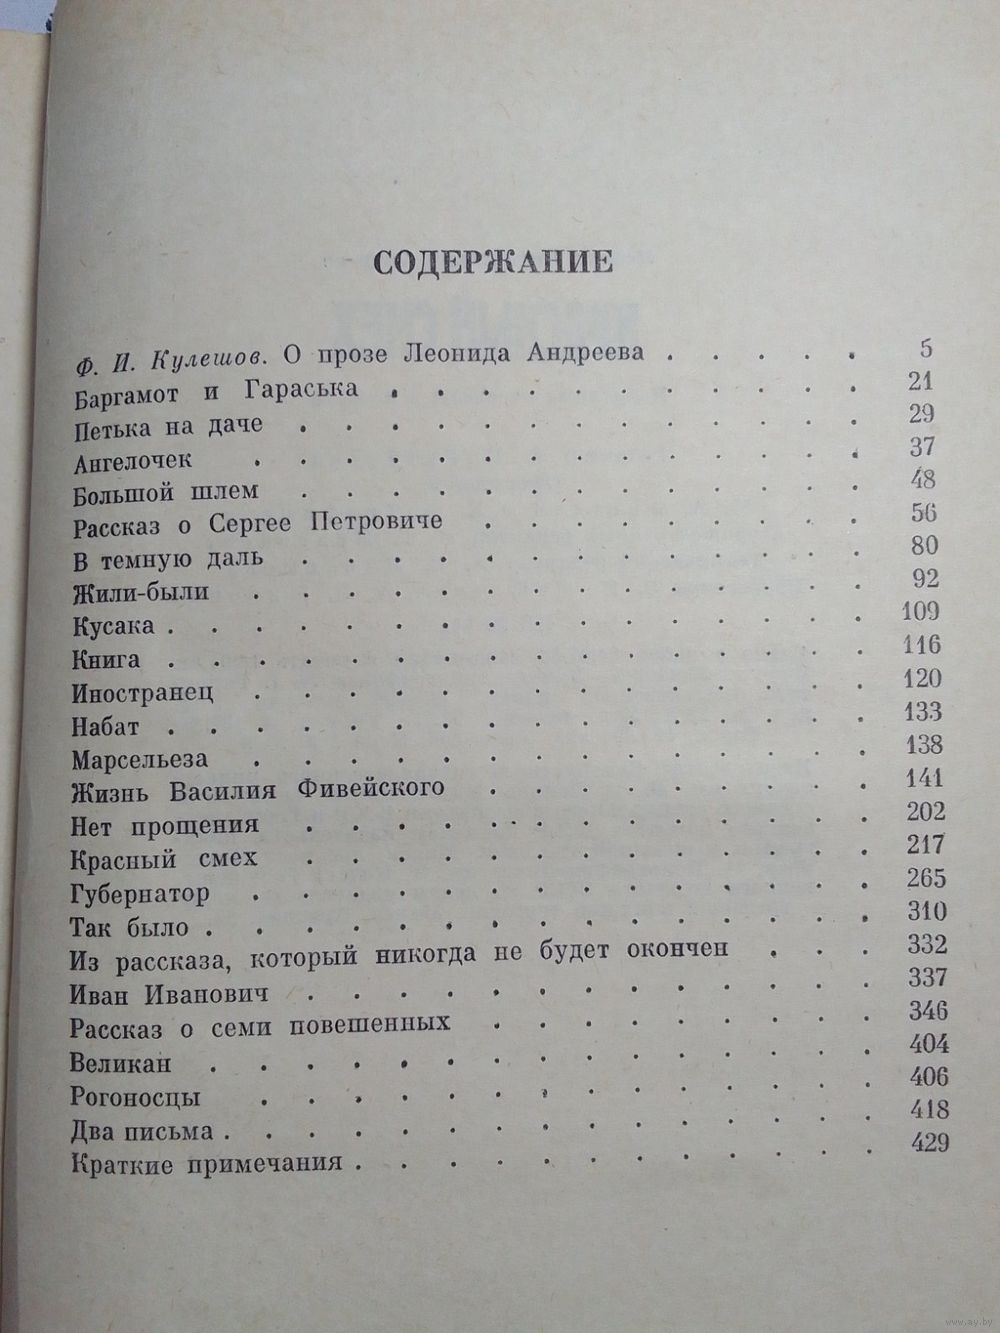 СОДЕРЖАНИЕ
Ф. И. Кулешов. О прозе Леонида Андреева . . . . . 5
Баргамот и Гараська . . . . . . . . . . . 21
Петька на даче . . . . . . . . . . . . . 29
Ангелочек . . . . . . . . . . . . . . 37
Большой шлем . . . . . . . . . . . . . 48
Рассказ о Сергее Петровиче . . . . . . . . . 56
В темную даль . . . . . . . . . . . . . 80
Жили-были . . . . . . . . . . . . . . 92
Кусака . . . . . . . . . . . . . . . . 109
Книга . . . . . . . . . . . . . . . . 116
Иностранец . . . . . . . . . . . . . . 120
Набат . . . . . . . . . . . . . . . . 133
Марсельеза . . . . . . . . . . . . . . 138
Жизнь Василия Фивейского . . . . . . . . . 141
Нет прощения . . . . . . . . . . . . . 202
Красный смех . . . . . . . . . . . . . 217
Губернатор . . . . . . . . . . . . . . 265
Так было . . . . . . . . . . . . . . . 310
Из рассказа, который никогда не будет окончен . . . 332
Иван Иванович . . . . . . . . . . . . . 337
Рассказ о семи повешенных . . . . . . . . . 346
Великан . . . . . . . . . . . . . . . 404
Рогоносцы . . . . . . . . . . . . . . 406
Два письма . . . . . . . . . . . . . . . 418
Краткие примечания . . . . . . . . . . . . 429
www.ay.by